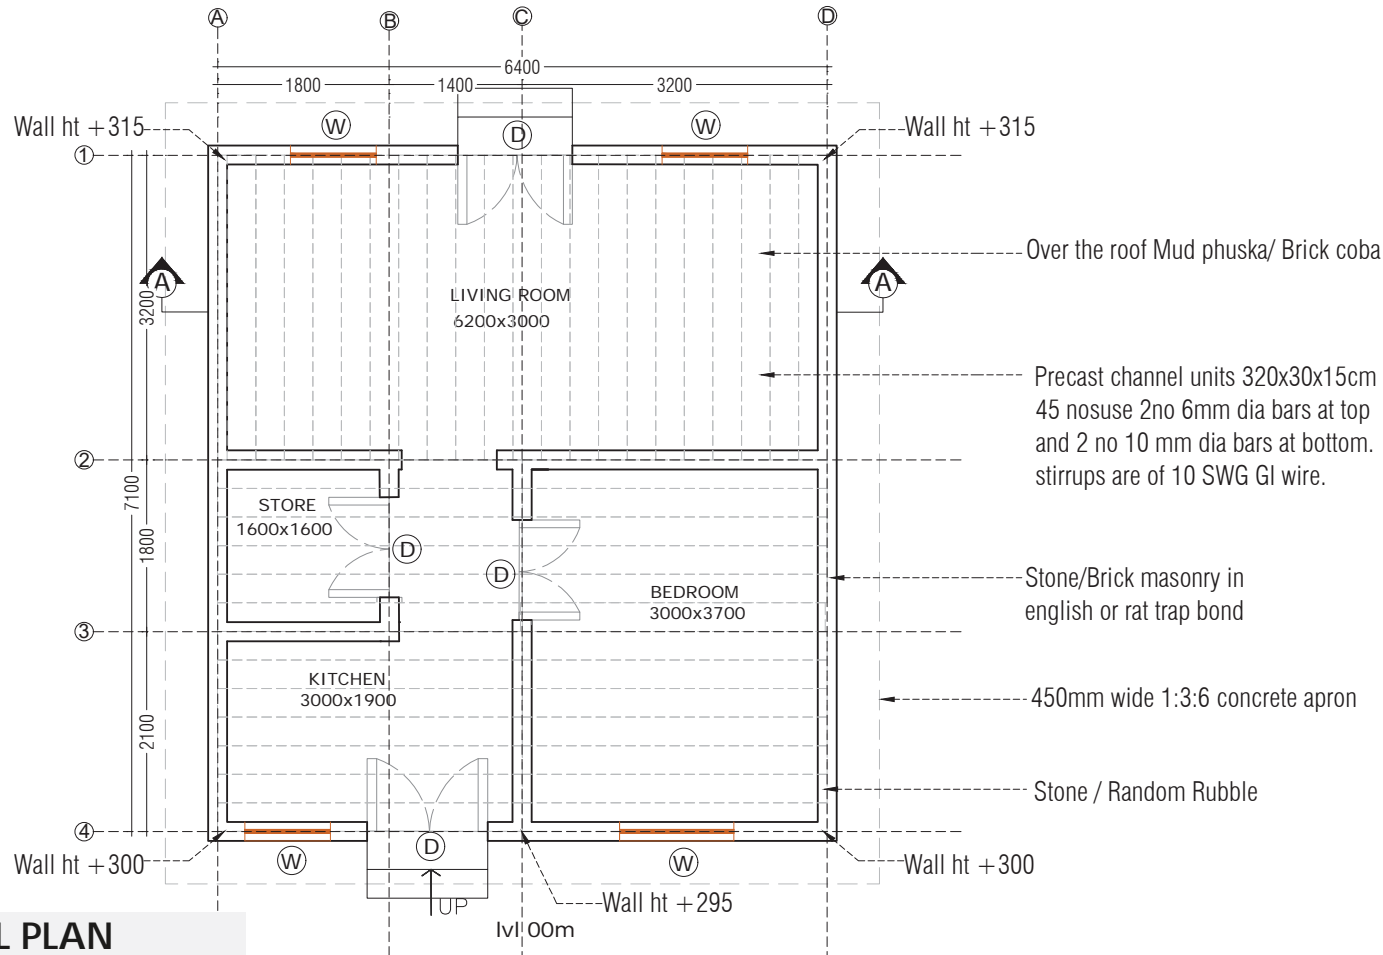 A
B
C
D
6400
1800
1400
3200
Wall ht +315
W
D
W
Wall ht +315
1
Over the roof Mud phuska/ Brick coba
A
A
3200
LIVING ROOM
6200x3000
Precast channel units 320x30x15cm
45 nosuse 2no 6mm dia bars at top
and 2 no 10 mm dia bars at bottom.
stirrups are of 10 SWG GI wire.
2
7100
STORE
1600x1600
1800
D
D
Stone/Brick masonry in
english or rat trap bond
BEDROOM
3000x3700
3
KITCHEN
3000x1900
450mm wide 1:3:6 concrete apron
2100
Stone / Random Rubble
4
D
Wall ht +300
W
W
Wall ht +300
UP
Wall ht +295
lvl 00m
L PLAN